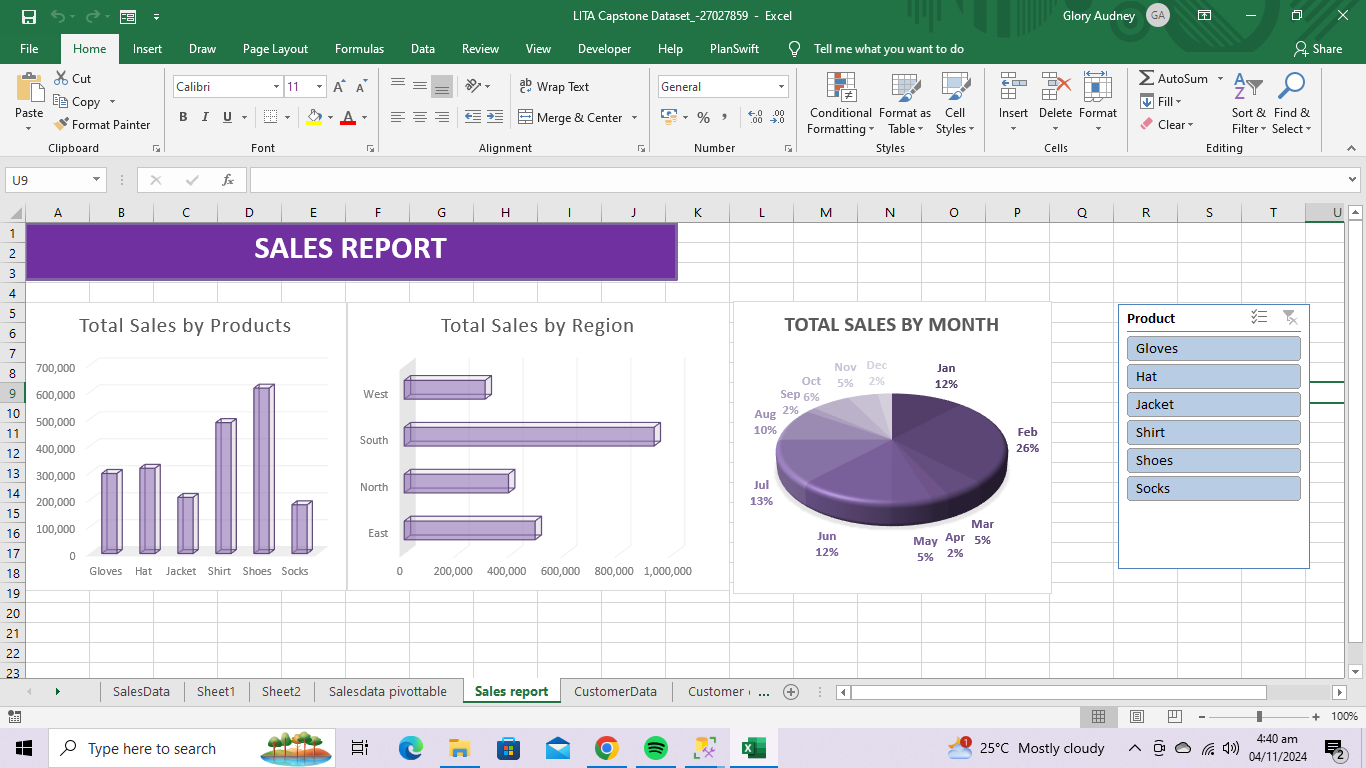 LITA Capstone Dataset_-27027859 - Excel
Glory Audney GA
File Home Insert Draw Page Layout Formulas Data Review View Developer Help PlanSwift Tell me what you want to do Share
Paste
Cut
Copy
Format Painter
Clipboard
Calibri 11
A A
B I U
A
Font
ab
Wrap Text
Merge & Center
Alignment
General
% ,
Number
Conditional Formatting
Format as Table
Cell Styles
Styles
Insert Delete Format
Cells
AutoSum
Fill
Clear
Sort & Filter
Find & Select
Editing
U9
fx
A B C D E F G H I J K L M N O P Q R S T U
1
2
3
4
5
6
7
8
9
10
11
12
13
14
15
16
17
18
19
20
21
22
23
SALES REPORT
Total Sales by Products
700,000
600,000
500,000
400,000
300,000
200,000
100,000
0
Gloves Hat Jacket Shirt Shoes Socks
Total Sales by Region
West
South
North
East
0 200,000 400,000 600,000 800,000 1,000,000
TOTAL SALES BY MONTH
Jan
12%
Feb
26%
Mar
5%
Apr
2%
May
5%
Jun
12%
Jul
13%
Aug
10%
Sep
2%
Oct
6%
Nov
5%
Dec
2%
Product
Gloves
Hat
Jacket
Shirt
Shoes
Socks
SalesData Sheet1 Sheet2 Salesdata pivottable Sales report CustomerData Customer ...
100%
Type here to search
25°C Mostly cloudy
1
4:40 am
04/11/2024
2